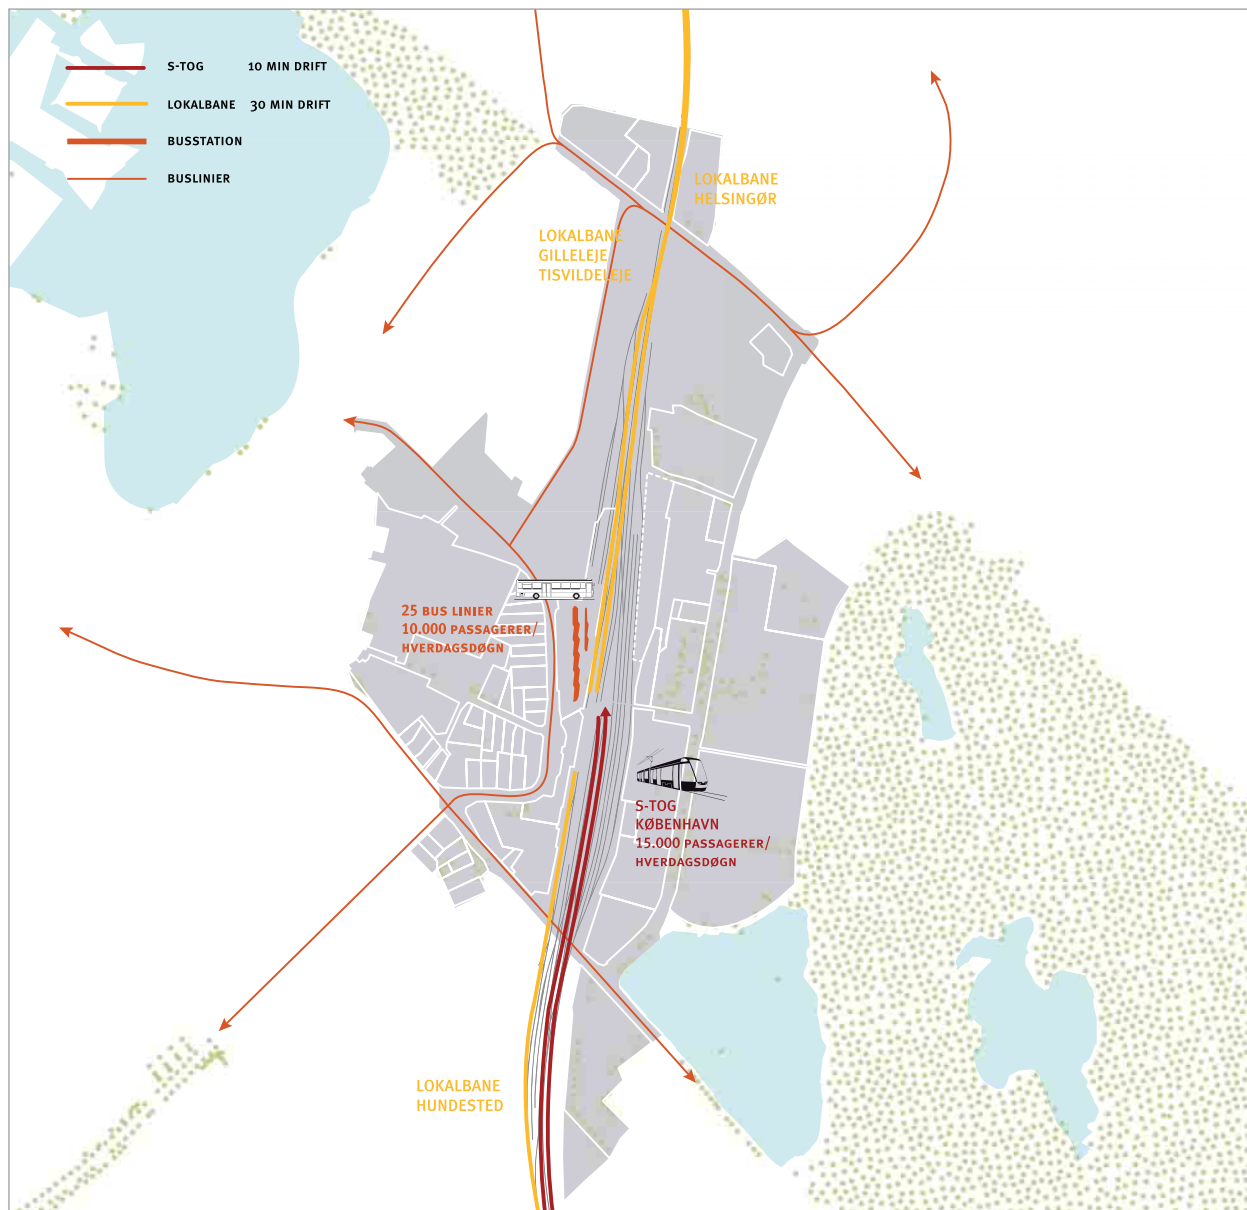 S-TOG 10 MIN DRIFT
LOKALBANE 30 MIN DRIFT
BUSSTATION
BUSLINIER
LOKALBANE
HELSINGØR
LOKALBANE
GILLELEJE
TISVILDELEJE
25 BUS LINIER
10.000 PASSAGERER/
HVERDAGSDØGN
S-TOG
KØBENHAVN
15.000 PASSAGERER/
HVERDAGSDØGN
LOKALBANE
HUNDESTED